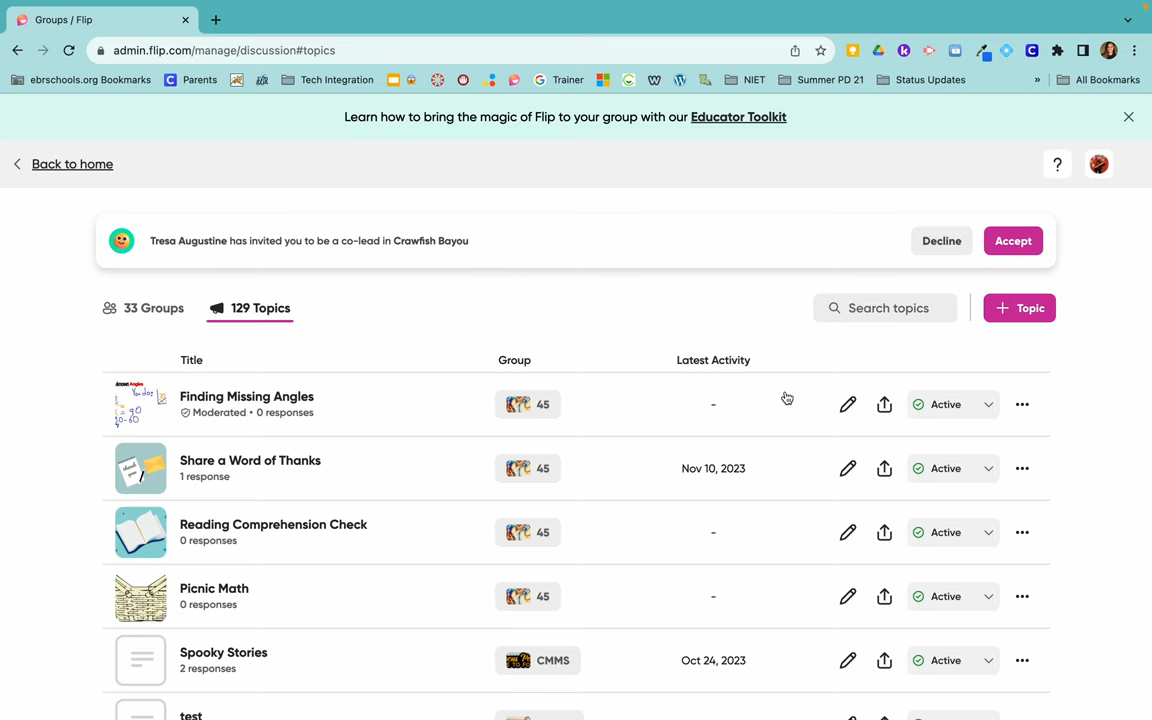 Groups / Flip
admin.flip.com/manage/discussion#topics
ebrschools.org Bookmarks
Parents
Tech Integration
Trainer
NIET
Summer PD 21
Status Updates
»
All Bookmarks
Learn how to bring the magic of Flip to your group with our Educator Toolkit
Back to home
?
Tresa Augustine has invited you to be a co-lead in Crawfish Bayou
Decline
Accept
33 Groups
129 Topics
Search topics
+ Topic
Title
Group
Latest Activity
Finding Missing Angles
Moderated • 0 responses
45
-
Active
Share a Word of Thanks
1 response
45
Nov 10, 2023
Active
Reading Comprehension Check
0 responses
45
-
Active
Picnic Math
0 responses
45
-
Active
Spooky Stories
2 responses
CMMS
Oct 24, 2023
Active
test